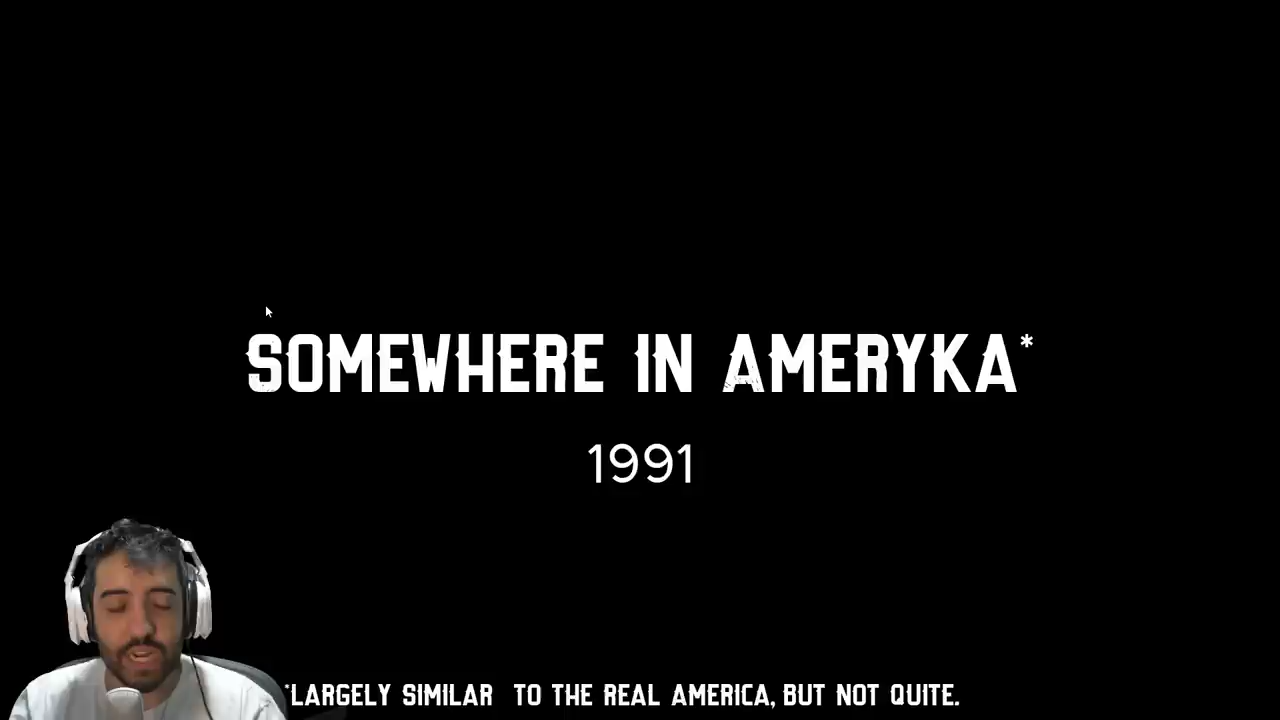 SOMEWHERE IN AMERYKA*
1991
*LARGELY SIMILAR TO THE REAL AMERICA, BUT NOT QUITE.